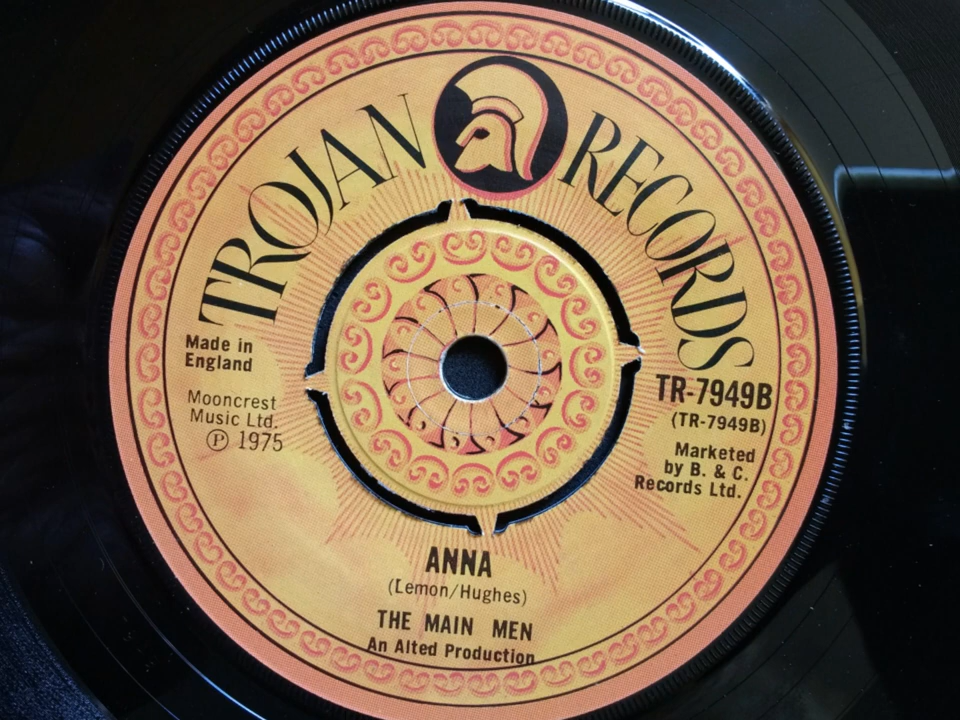 TROJAN RECORDS
Made in
England
Mooncrest
Music Ltd.
Ⓟ 1975
TR-7949B
(TR-7949B)
Marketed
by B. & C.
Records Ltd.
ANNA
(Lemon/Hughes)
THE MAIN MEN
An Alted Production